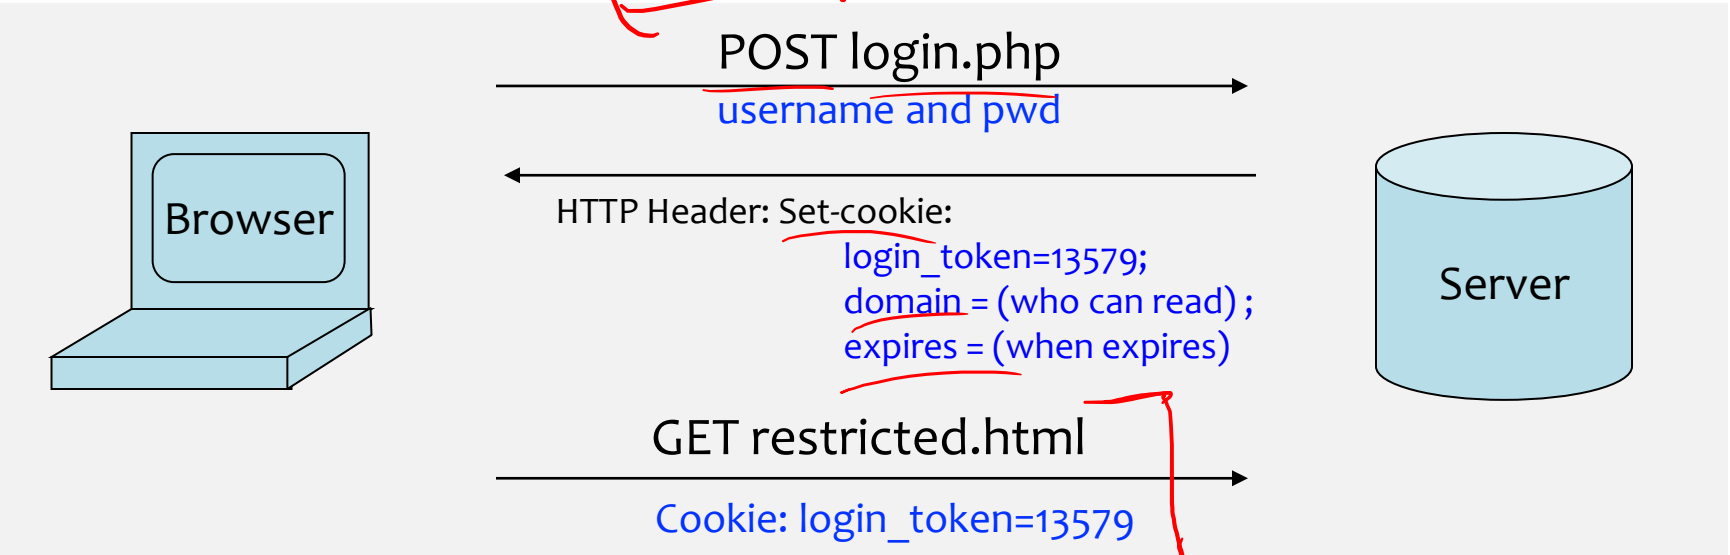 POST login.php
username and pwd
Browser
HTTP Header: Set-cookie:
login_token=13579;
domain = (who can read) ;
expires = (when expires)
Server
GET restricted.html
Cookie: login_token=13579